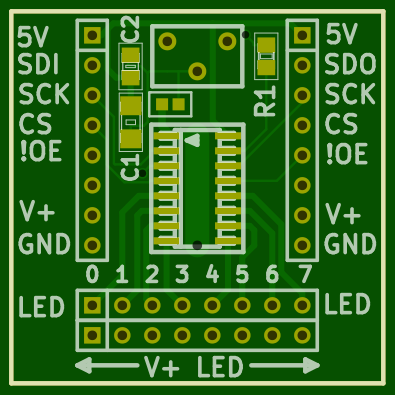 5V C2 5V
SDI SDO
SCK R1 SCK
CS C1 CS
!OE !OE
V+ V+
GND GND
0 1 2 3 4 5 6 7
LED LED
V+ LED